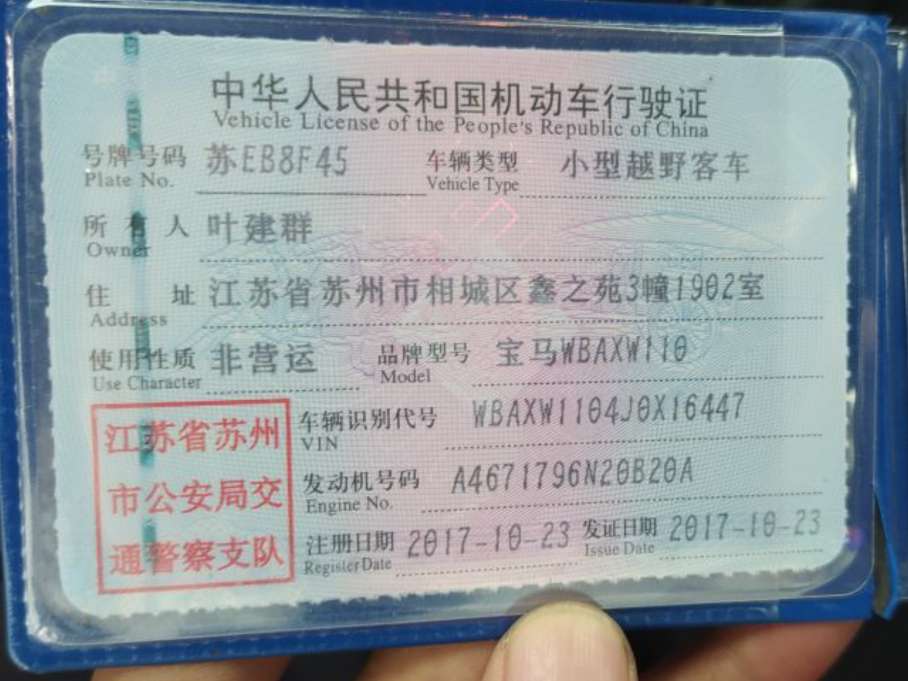 中华人民共和国机动车行驶证
Vehicle License of the People's Republic of China
号牌号码 苏EB8F45 车辆类型 小型越野客车
Plate No. Vehicle Type
所有人 叶建群
Owner
住址 江苏省苏州市相城区鑫之苑3幢1902室
Address
使用性质 非营运 品牌型号 宝马WBAXW110
Use Character Model
江苏省苏州
市公安局交
通警察支队
车辆识别代号 WBAXW1104J0X16447
VIN
发动机号码 A4671796N20B20A
Engine No.
注册日期 2017-10-23 发证日期 2017-10-23
Register Date Issue Date